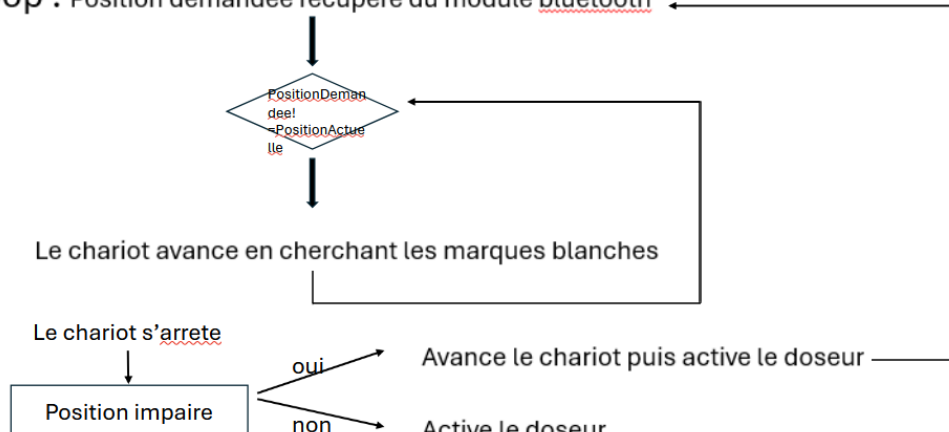 op : Position demandée récupéré du module bluetooth
PositionDeman
dee!
=PositionActue
lle
Le chariot avance en cherchant les marques blanches
Le chariot s'arrete
oui
Avance le chariot puis active le doseur
Position impaire
non
Active le doseur